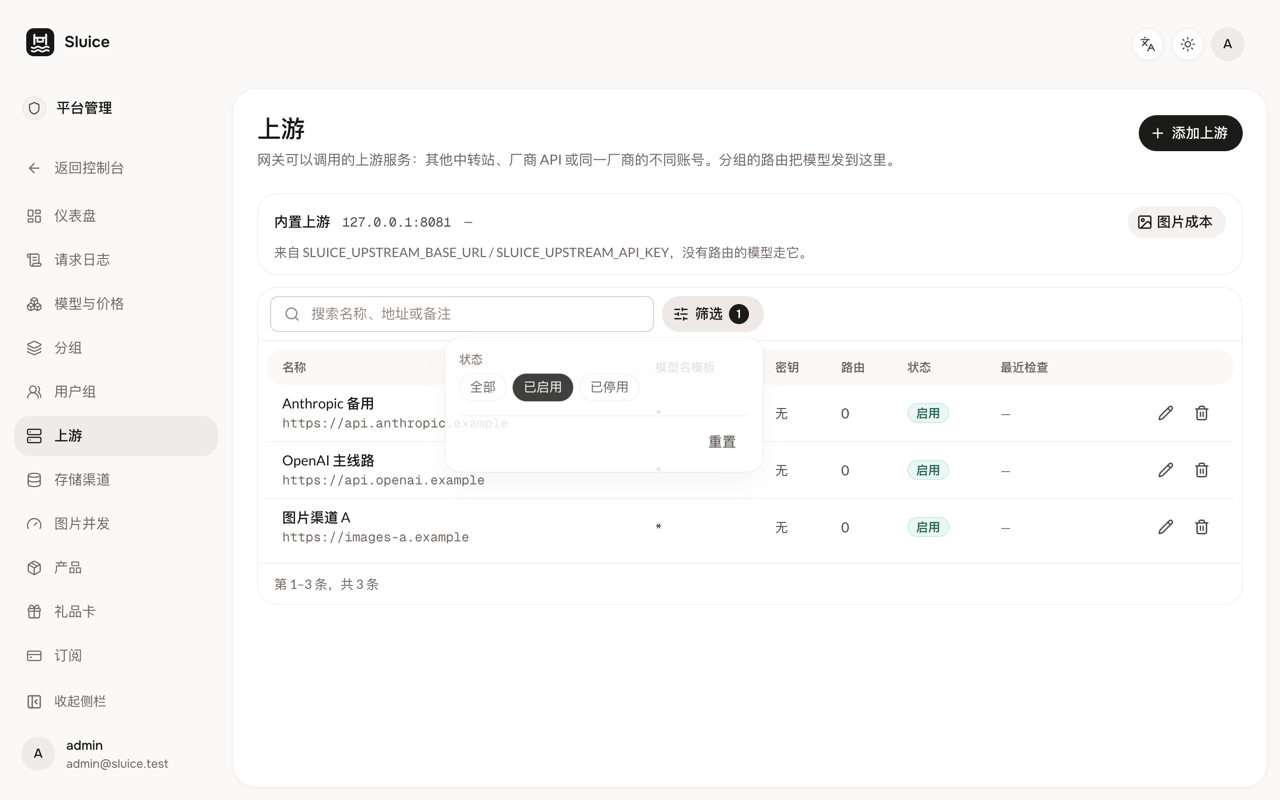 Sluice
A
平台管理
返回控制台
仪表盘
请求日志
模型与价格
分组
用户组
上游
存储渠道
图片并发
产品
礼品卡
订阅
收起侧栏
A
admin
admin@sluice.test
上游
网关可以调用的上游服务：其他中转站、厂商 API 或同一厂商的不同账号。分组的路由把模型发到这里。
添加上游
内置上游 127.0.0.1:8081 —
图片成本
来自 SLUICE_UPSTREAM_BASE_URL / SLUICE_UPSTREAM_API_KEY，没有路由的模型走它。
搜索名称、地址或备注
筛选 1
状态
全部 已启用 已停用
重置
名称 模型名模板 密钥 路由 状态 最近检查
Anthropic 备用
https://api.anthropic.example
* 无 0 启用 —
OpenAI 主线路
https://api.openai.example
* 无 0 启用 —
图片渠道 A
https://images-a.example
* 无 0 启用 —
第 1–3 条，共 3 条